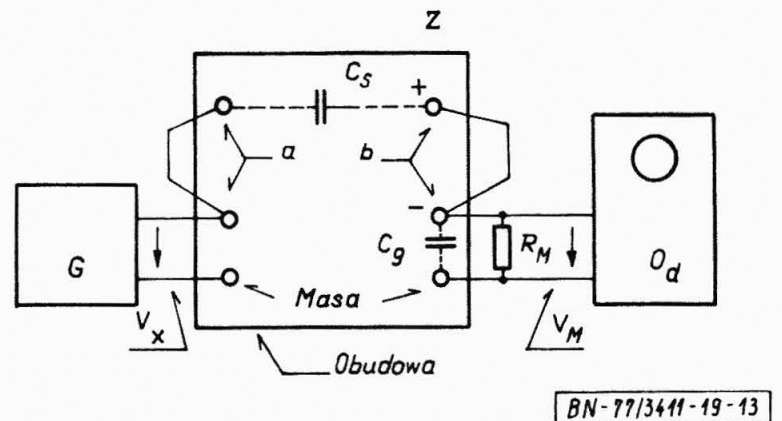 Z
C_s
+
a
b
-
G
C_g
R_M
O_d
Masa
V_x
V_M
Obudowa
BN-77/3411-19-13